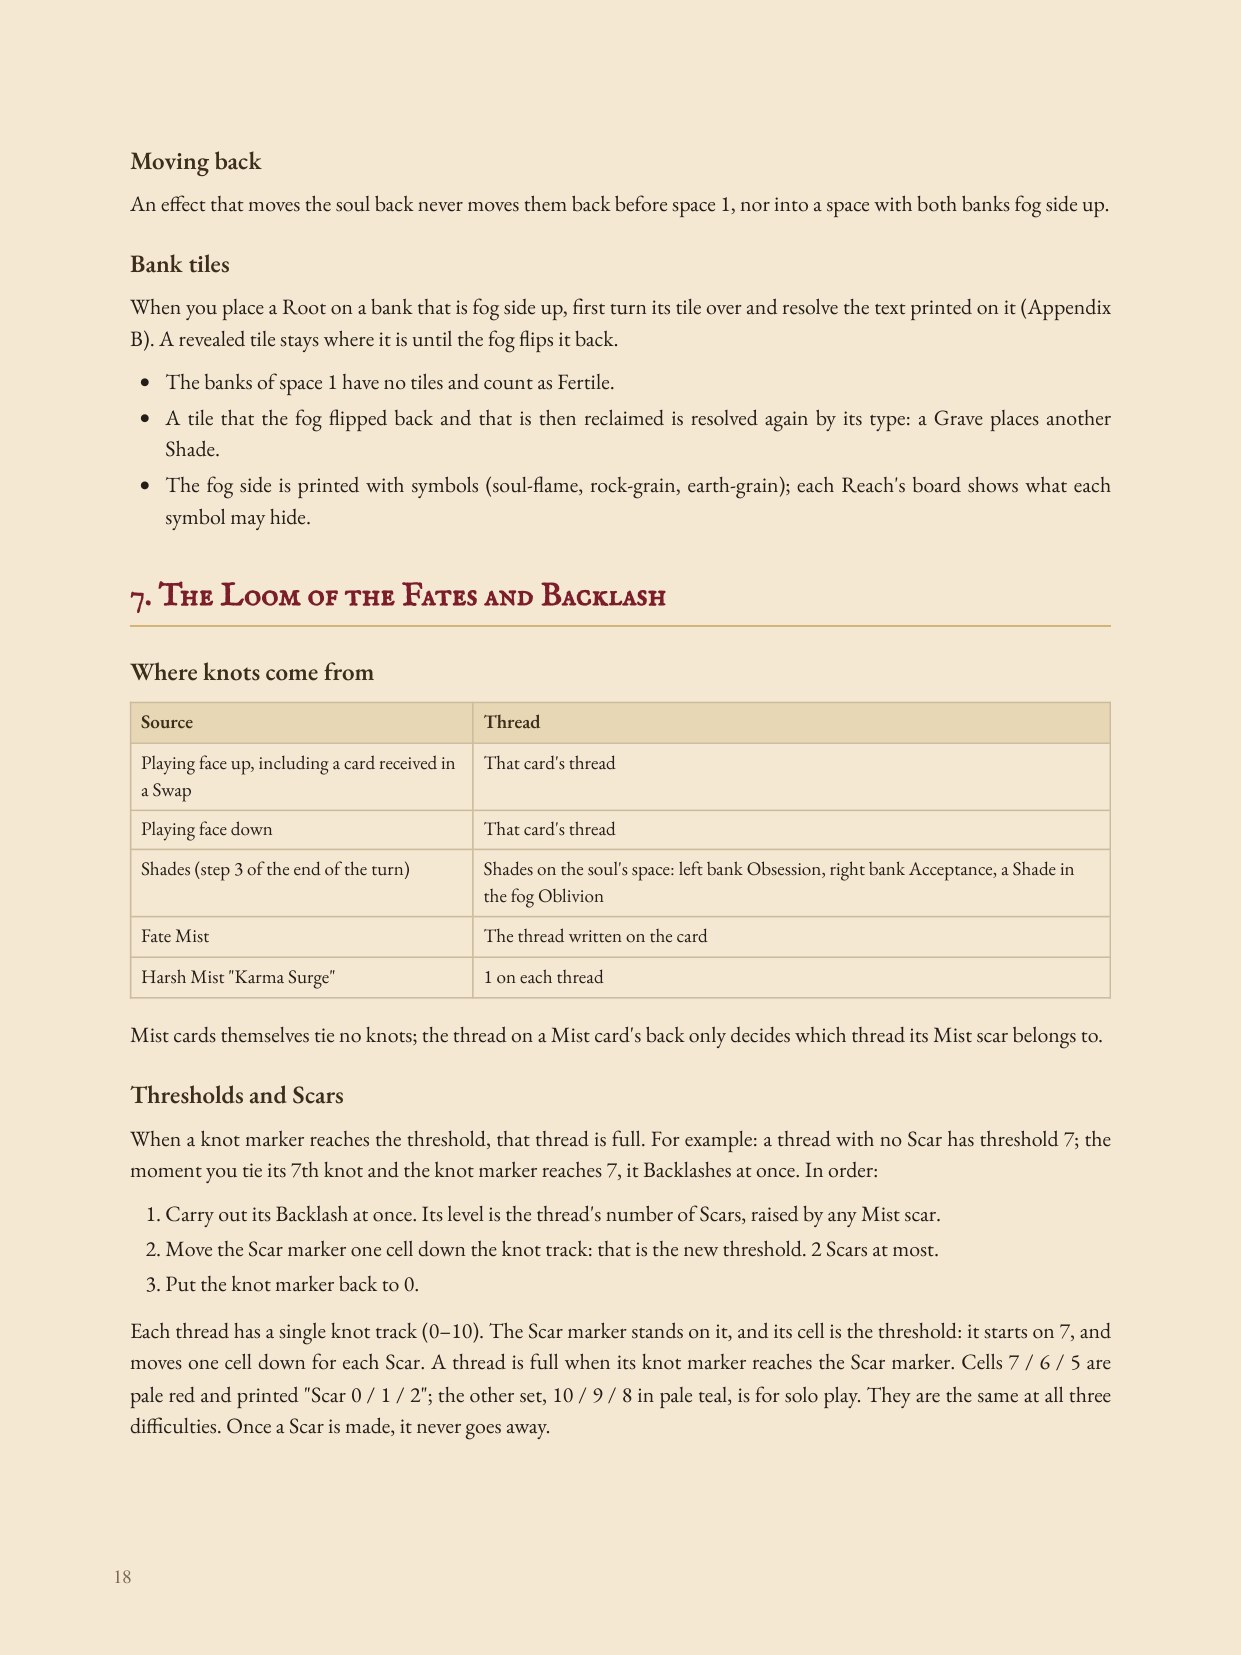 Moving back
An effect that moves the soul back never moves them back before space 1, nor into a space with both banks fog side up.
Bank tiles
When you place a Root on a bank that is fog side up, first turn its tile over and resolve the text printed on it (Appendix
B). A revealed tile stays where it is until the fog flips it back.
• The banks of space 1 have no tiles and count as Fertile.
• A tile that the fog flipped back and that is then reclaimed is resolved again by its type: a Grave places another
Shade.
• The fog side is printed with symbols (soul-flame, rock-grain, earth-grain); each Reach's board shows what each
symbol may hide.
7. The Loom of the Fates and Backlash
Where knots come from
Source Thread
Playing face up, including a card received in That card's thread
a Swap
Playing face down That card's thread
Shades (step 3 of the end of the turn) Shades on the soul's space: left bank Obsession, right bank Acceptance, a Shade in
the fog Oblivion
Fate Mist The thread written on the card
Harsh Mist "Karma Surge" 1 on each thread
Mist cards themselves tie no knots; the thread on a Mist card's back only decides which thread its Mist scar belongs to.
Thresholds and Scars
When a knot marker reaches the threshold, that thread is full. For example: a thread with no Scar has threshold 7; the
moment you tie its 7th knot and the knot marker reaches 7, it Backlashes at once. In order:
1. Carry out its Backlash at once. Its level is the thread's number of Scars, raised by any Mist scar.
2. Move the Scar marker one cell down the knot track: that is the new threshold. 2 Scars at most.
3. Put the knot marker back to 0.
Each thread has a single knot track (0–10). The Scar marker stands on it, and its cell is the threshold: it starts on 7, and
moves one cell down for each Scar. A thread is full when its knot marker reaches the Scar marker. Cells 7 / 6 / 5 are
pale red and printed "Scar 0 / 1 / 2"; the other set, 10 / 9 / 8 in pale teal, is for solo play. They are the same at all three
difficulties. Once a Scar is made, it never goes away.
18